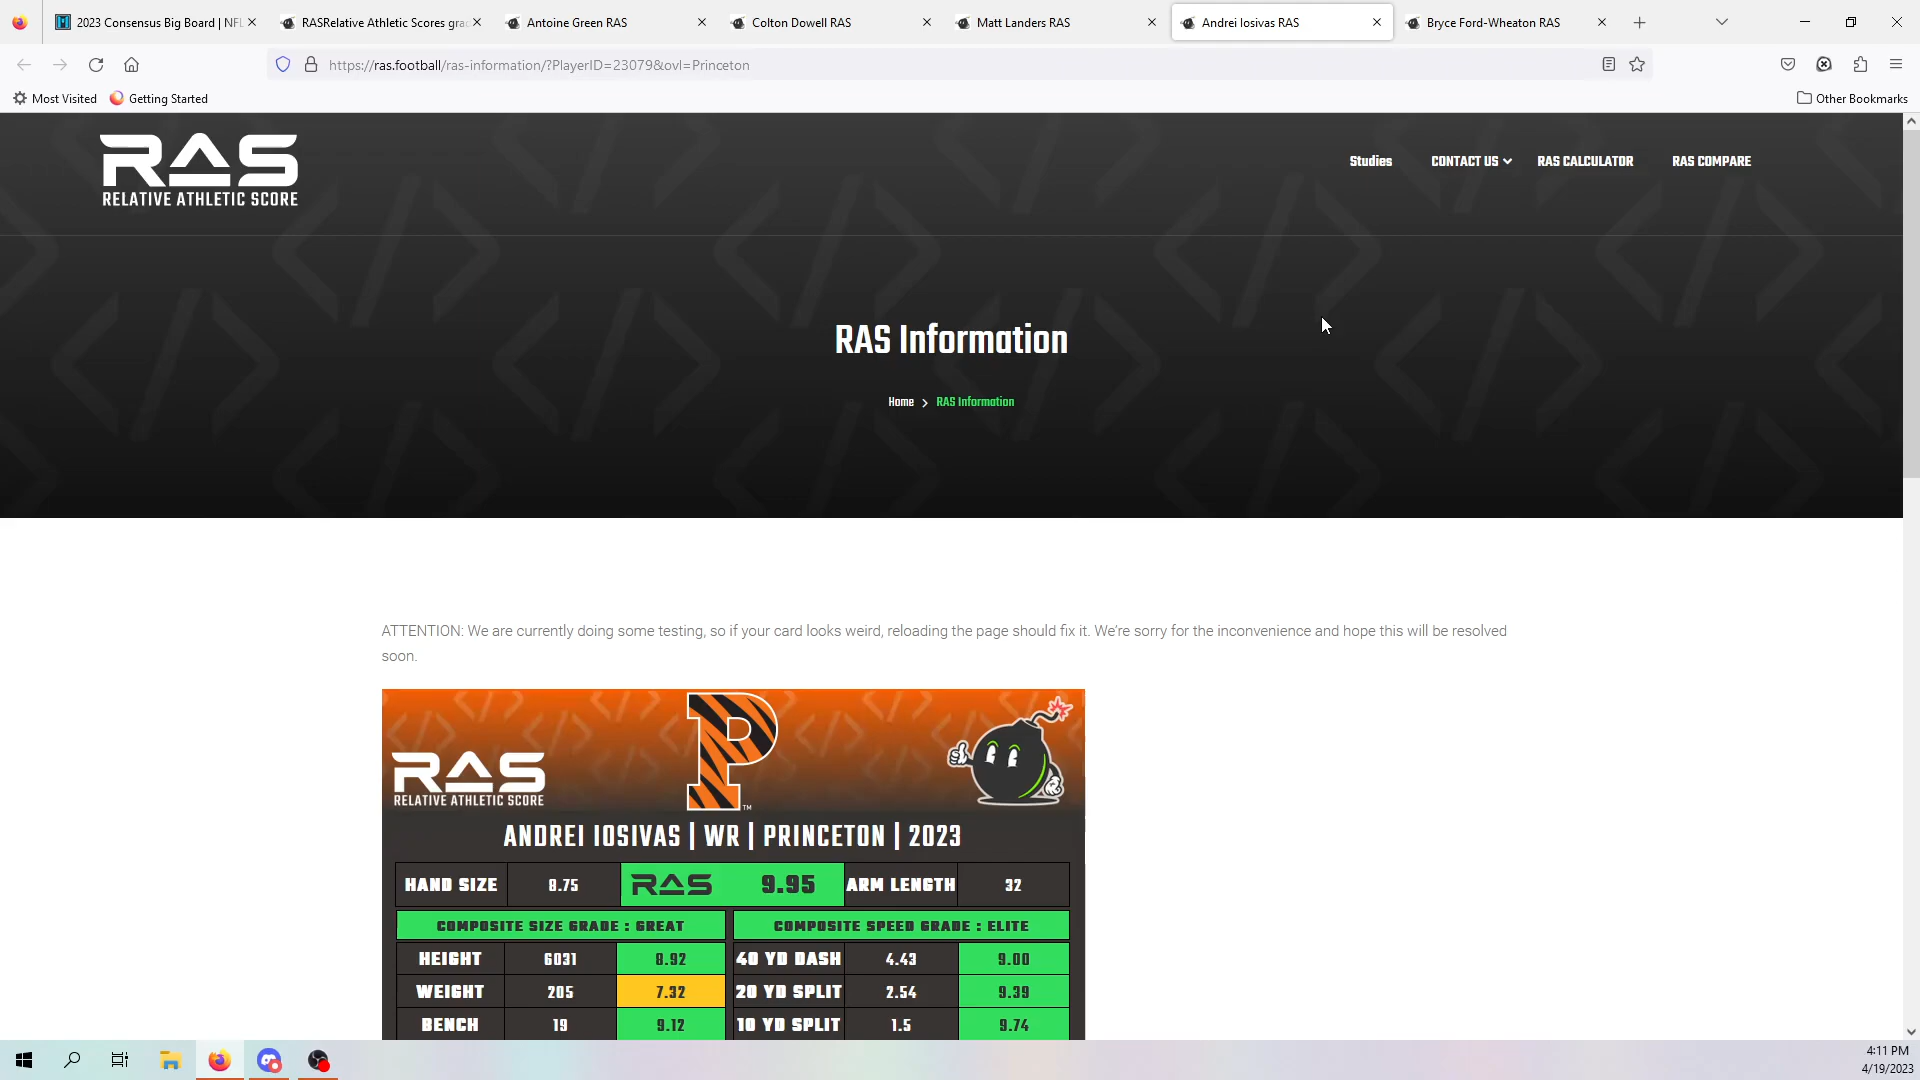 2023 Consensus Big Board | NFL
RASRelative Athletic Scores gra
Antoine Green RAS
Colton Dowell RAS
Matt Landers RAS
Andrei Iosivas RAS
Bryce Ford-Wheaton RAS
https://ras.football/ras-information/?PlayerID=23079&ovl=Princeton
Most Visited
Getting Started
Other Bookmarks
RAS
RELATIVE ATHLETIC SCORE
Studies
CONTACT US
RAS CALCULATOR
RAS COMPARE
RAS Information
Home > RAS Information
ATTENTION: We are currently doing some testing, so if your card looks weird, reloading the page should fix it. We’re sorry for the inconvenience and hope this will be resolved
soon.
P
TM
RAS
RELATIVE ATHLETIC SCORE
ANDREI IOSIVAS | WR | PRINCETON | 2023
HAND SIZE 8.75 RAS 9.95 ARM LENGTH 32
COMPOSITE SIZE GRADE : GREAT COMPOSITE SPEED GRADE : ELITE
HEIGHT 6031 8.92 40 YD DASH 4.43 9.00
WEIGHT 205 7.32 20 YD SPLIT 2.54 9.39
BENCH 19 9.12 10 YD SPLIT 1.5 9.74
4:11 PM
4/19/2023